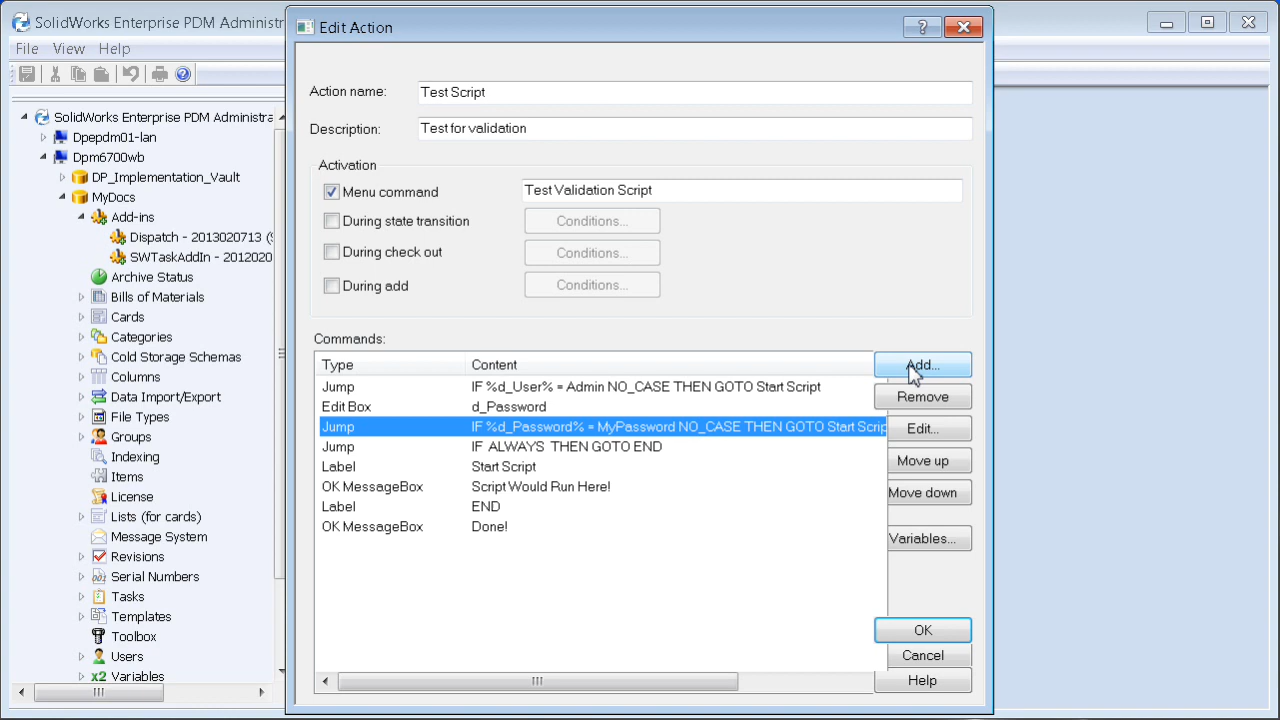 SolidWorks Enterprise PDM Administr
File View Help
SolidWorks Enterprise PDM Administra
Dpepdm01-lan
Dpm6700wb
DP_Implementation_Vault
MyDocs
Add-ins
Dispatch - 2013020713 (S
SWTaskAddIn - 2012020
Archive Status
Bills of Materials
Cards
Categories
Cold Storage Schemas
Columns
Data Import/Export
File Types
Groups
Indexing
Items
License
Lists (for cards)
Message System
Revisions
Serial Numbers
Tasks
Templates
Toolbox
Users
x2 Variables
Edit Action
Action name: Test Script
Description: Test for validation
Activation
Menu command Test Validation Script
During state transition Conditions...
During check out Conditions...
During add Conditions...
Commands:
Type Content
Jump IF %d_User% = Admin NO_CASE THEN GOTO Start Script
Edit Box d_Password
Jump IF %d_Password% = MyPassword NO_CASE THEN GOTO Start Scrip
Jump IF ALWAYS THEN GOTO END
Label Start Script
OK MessageBox Script Would Run Here!
Label END
OK MessageBox Done!
Add...
Remove
Edit...
Move up
Move down
Variables...
OK
Cancel
Help